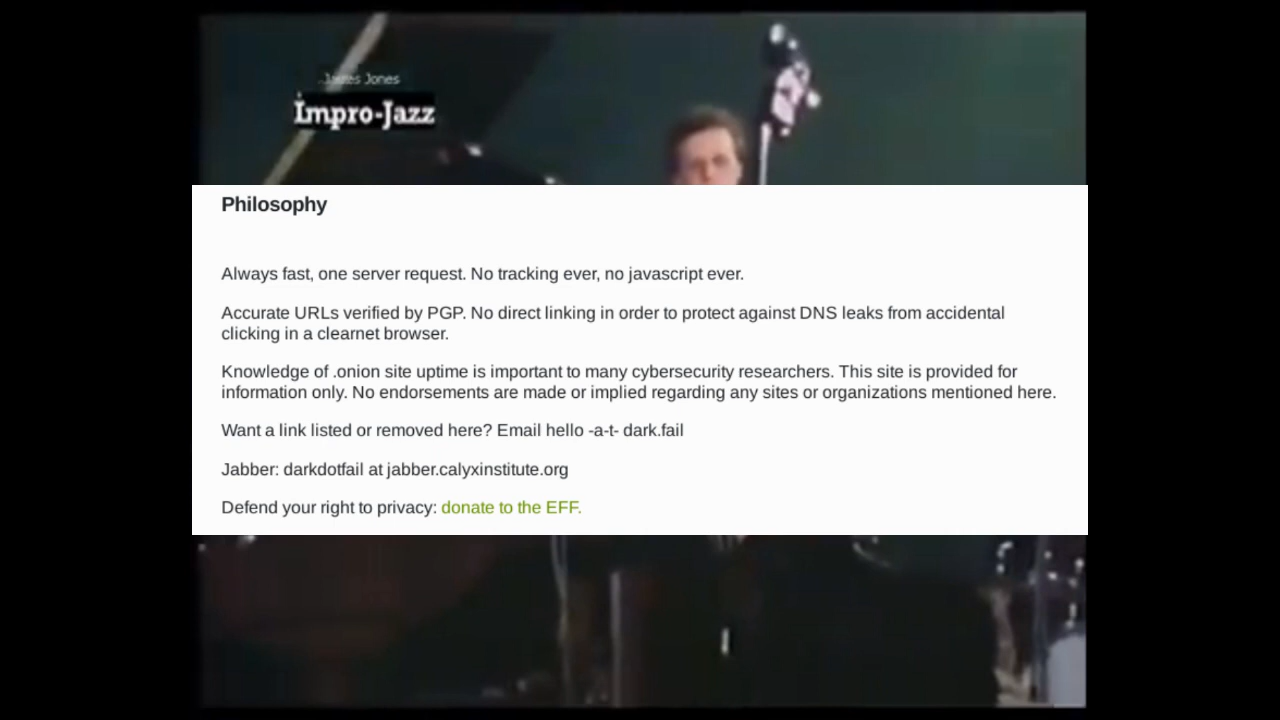 James Jones
Impro-Jazz
Philosophy
Always fast, one server request. No tracking ever, no javascript ever.
Accurate URLs verified by PGP. No direct linking in order to protect against DNS leaks from accidental
clicking in a clearnet browser.
Knowledge of .onion site uptime is important to many cybersecurity researchers. This site is provided for
information only. No endorsements are made or implied regarding any sites or organizations mentioned here.
Want a link listed or removed here? Email hello -a-t- dark.fail
Jabber: darkdotfail at jabber.calyxinstitute.org
Defend your right to privacy: donate to the EFF.